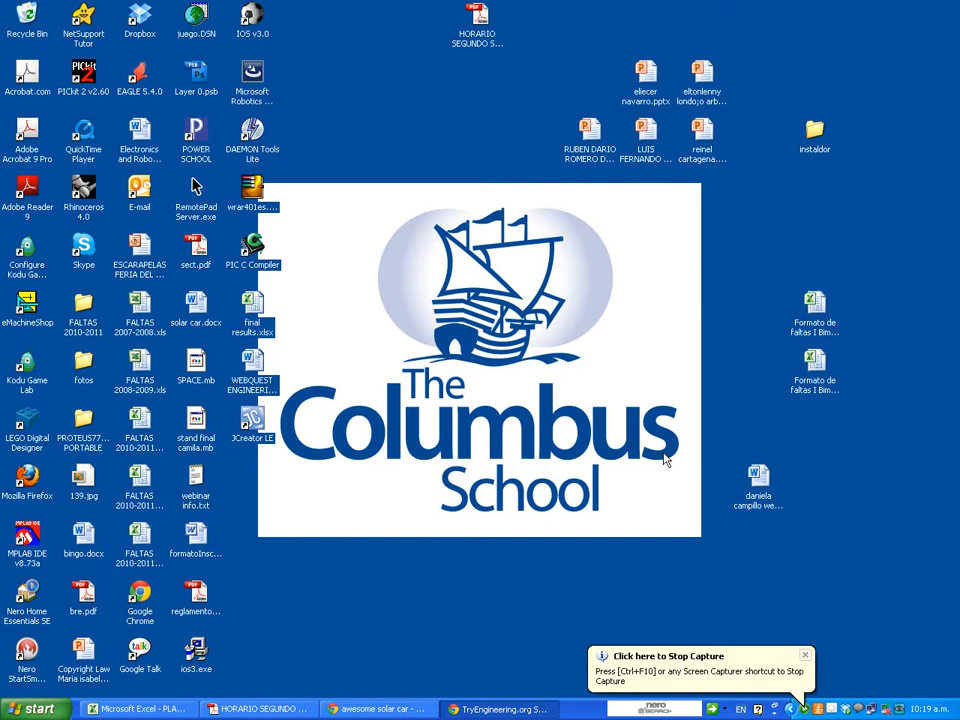 Recycle Bin
NetSupport
Tutor
Dropbox
juego.DSN
IOS v3.0
HORARIO
SEGUNDO S...
Acrobat.com
PICkit 2 v2.60
EAGLE 5.4.0
Layer 0.psb
Microsoft
Robotics ...
eliecer
navarro.pptx
eltonlenny
londo;o arb...
Adobe
Acrobat 9 Pro
QuickTime
Player
Electronics
and Robo...
POWER
SCHOOL
DAEMON Tools
Lite
RUBEN DARIO
ROMERO D...
LUIS
FERNANDO ...
reinel
cartagena...
instaldor
Adobe Reader
9
Rhinoceros
4.0
E-mail
RemotePad
Server.exe
wrar401es....
Configure
Kodu Ga...
Skype
ESCARAPELAS
FERIA DEL ...
sect.pdf
PIC C Compiler
eMachineShop
FALTAS
2010-2011
FALTAS
2007-2008.xls
solar car.docx
final
results.xlsx
Formato de
faltas I Bim...
Kodu Game
Lab
fotos
FALTAS
2008-2009.xls
SPACE.mb
WEBQUEST
ENGINEERI...
Formato de
faltas I Bim...
LEGO Digital
Designer
PROTEUS77...
PORTABLE
FALTAS
2010-2011...
stand final
camila.mb
JCreator LE
The
Columbus
School
Mozilla Firefox
139.jpg
FALTAS
2010-2011...
webinar
info.txt
daniela
campillo we...
MPLAB IDE
v8.73a
bingo.docx
FALTAS
2010-2011...
formatoInsc...
Nero Home
Essentials SE
bre.pdf
Google
Chrome
reglamento...
Nero
StartSm...
Copyright Law
Maria isabel...
Google Talk
ios3.exe
Click here to Stop Capture
Press [Ctrl+F10] or any Screen Capturer shortcut to Stop
Capture
start
Microsoft Excel - PLA...
HORARIO SEGUNDO ...
awesome solar car - ...
TryEngineering.org S...
nero
SEARCH
EN
10:19 a.m.